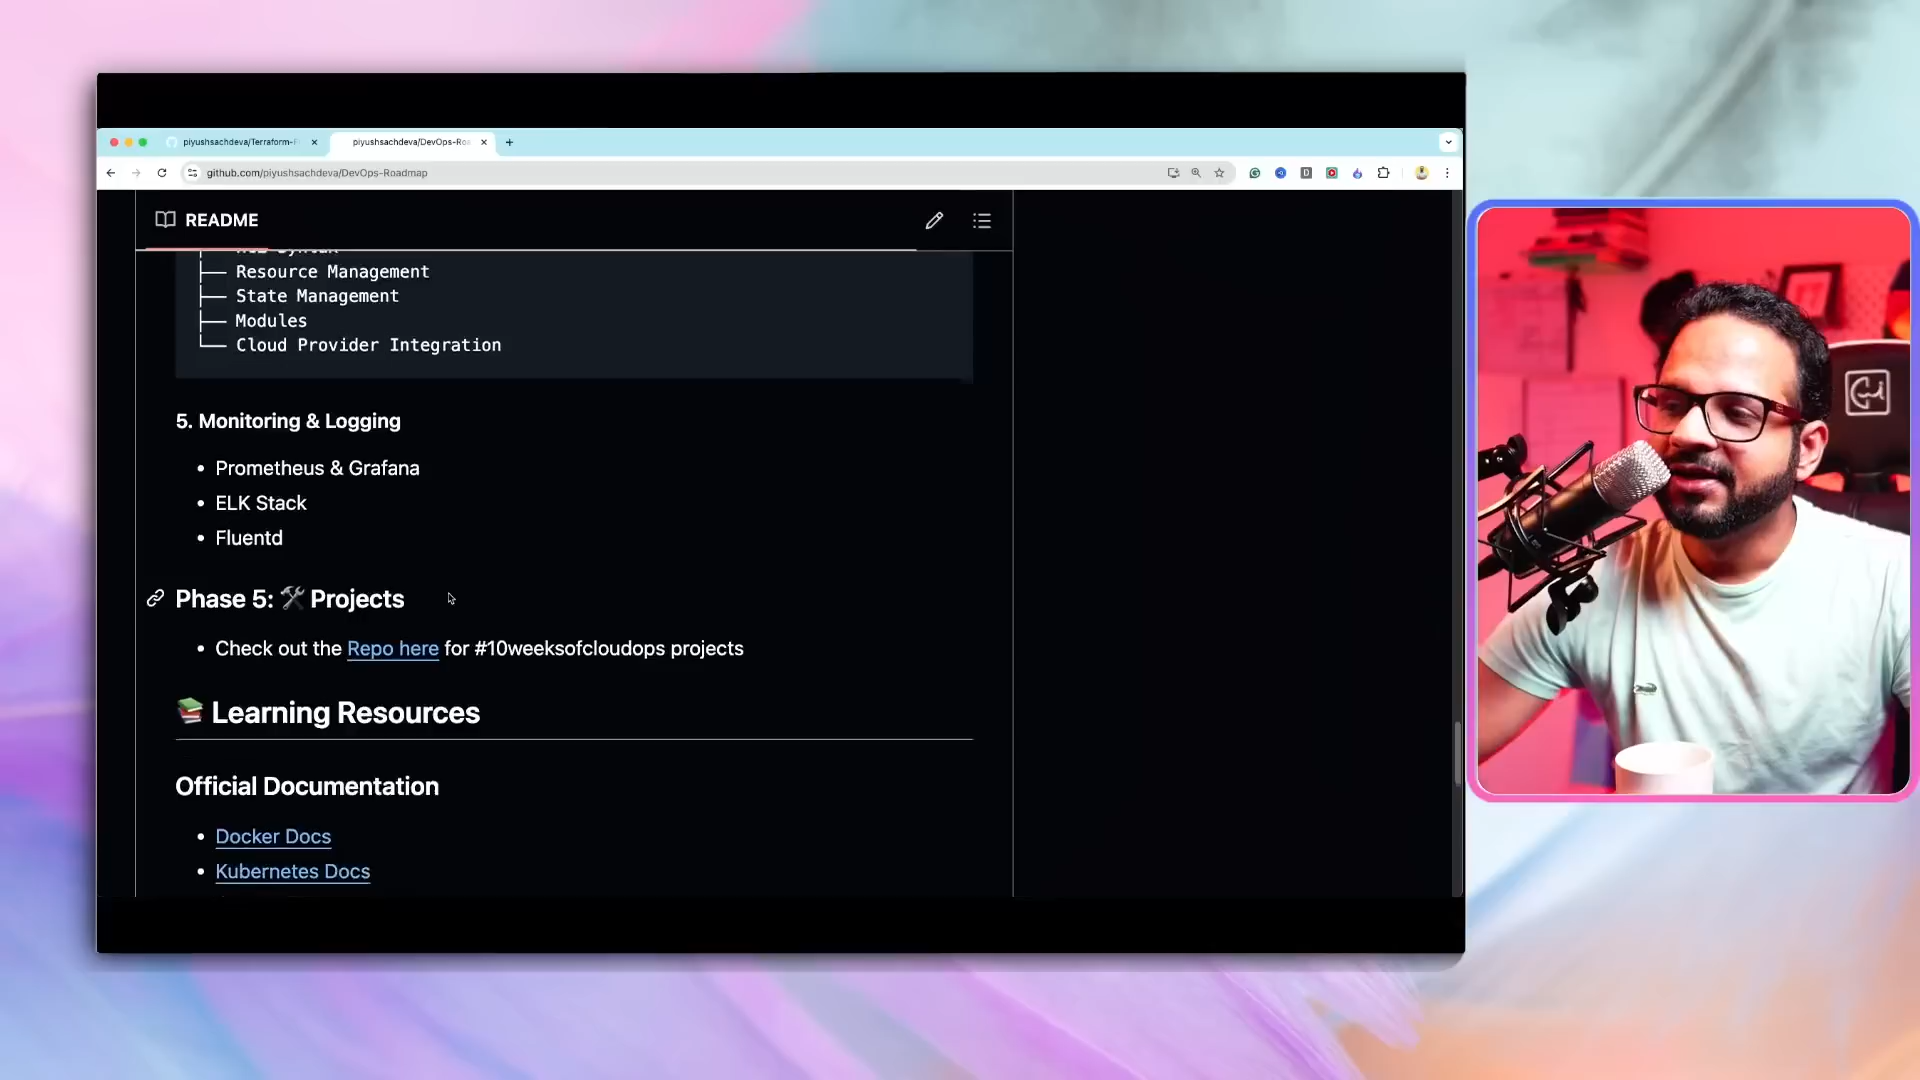 piyushsachdeva/Terraform-F
piyushsachdeva/DevOps-Roa
github.com/piyushsachdeva/DevOps-Roadmap
README
├── Resource Management
├── State Management
├── Modules
└── Cloud Provider Integration
5. Monitoring & Logging
• Prometheus & Grafana
• ELK Stack
• Fluentd
Phase 5: 🛠 Projects
• Check out the Repo here for #10weeksofcloudops projects
📚 Learning Resources
Official Documentation
• Docker Docs
• Kubernetes Docs